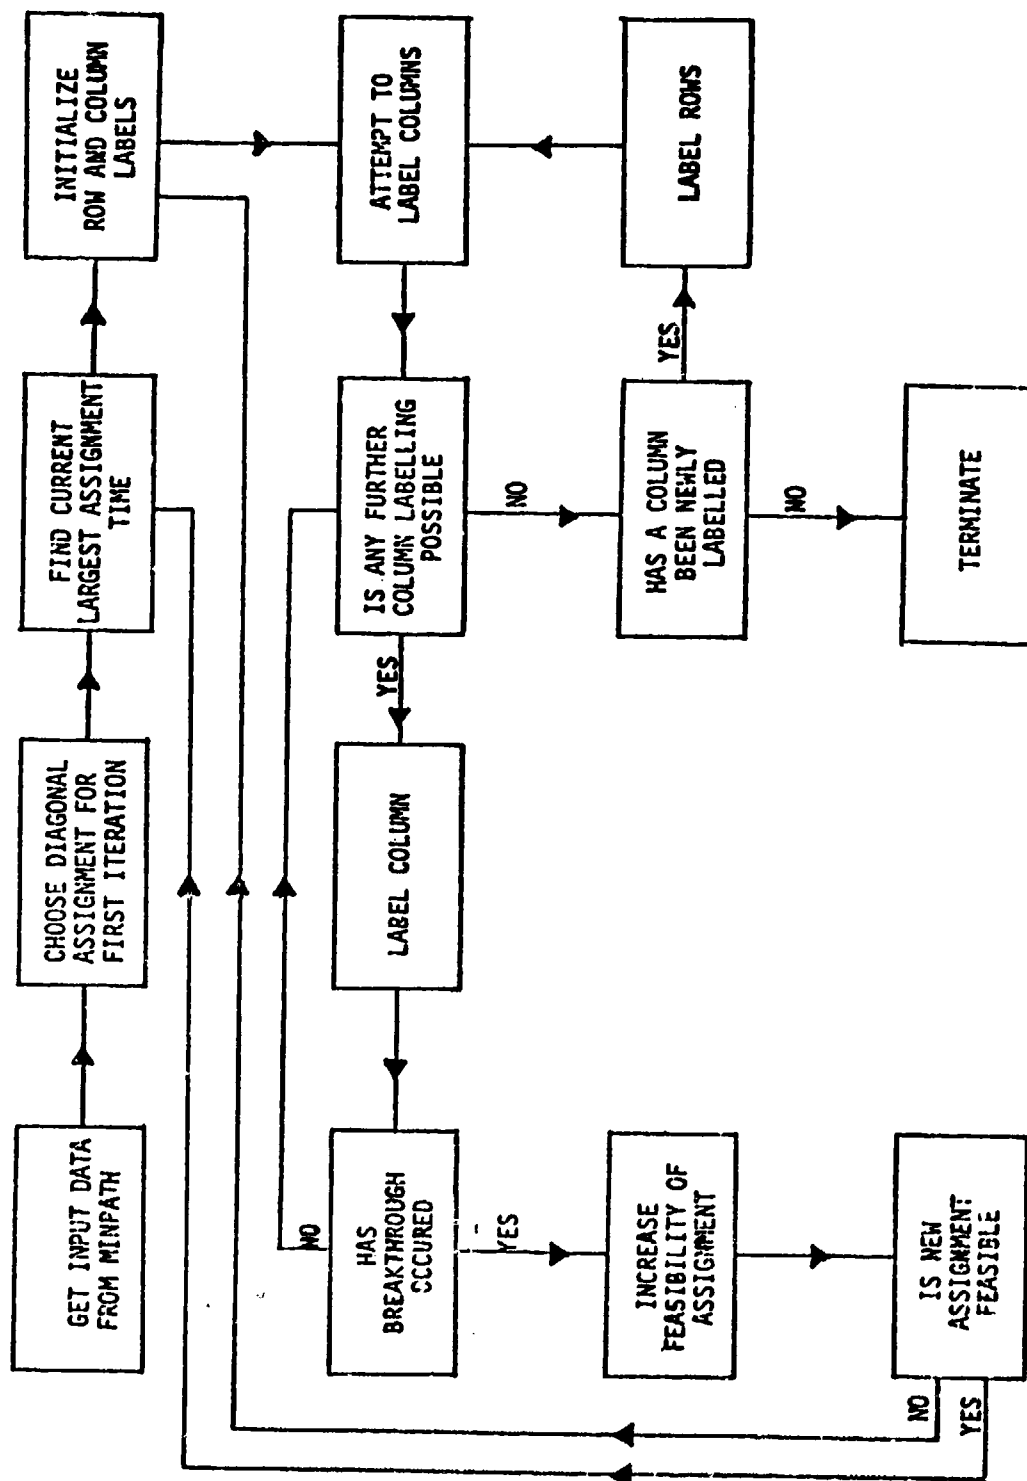 GET INPUT DATA
FROM MINPATH
CHOOSE DIAGONAL
ASSIGNMENT FOR
FIRST ITERATION
FIND CURRENT
LARGEST ASSIGNMENT
TIME
INITIALIZE
ROW AND COLUMN
LABELS
HAS
BREAKTHROUGH
OCCURED
NO
YES
LABEL COLUMN
YES
IS ANY FURTHER
COLUMN LABELLING
POSSIBLE
NO
ATTEMPT TO
LABEL COLUMNS
INCREASE
FEASIBILITY OF
ASSIGNMENT
HAS A COLUMN
BEEN NEWLY
LABELLED
YES
NO
LABEL ROWS
IS NEW
ASSIGNMENT
FEASIBLE
NO
YES
TERMINATE